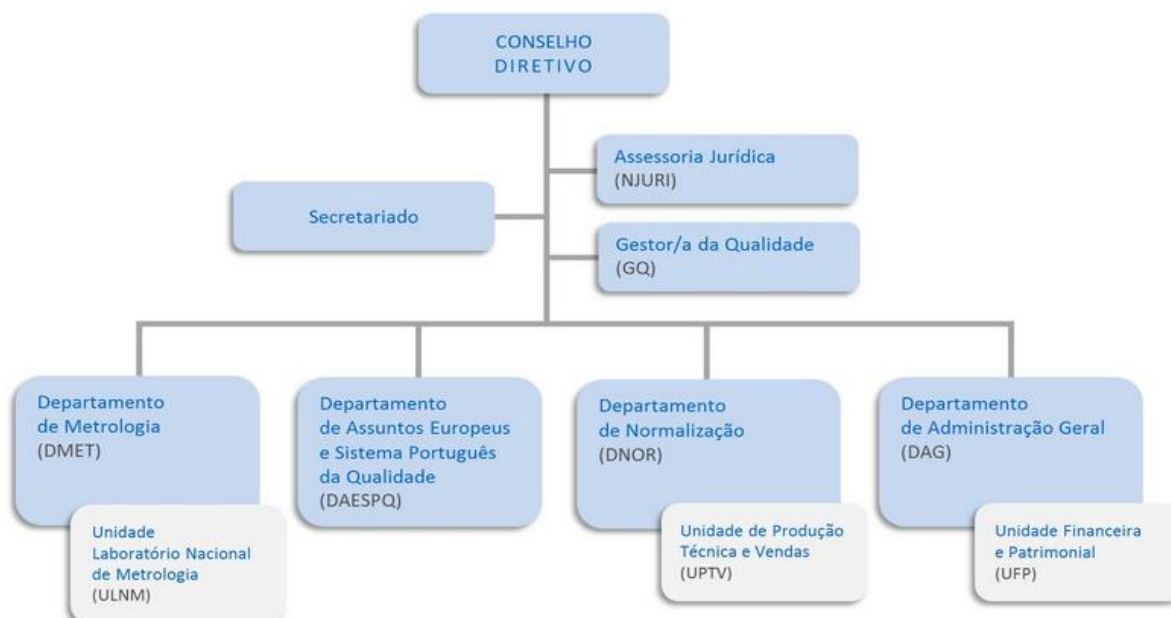 CONSELHO
DIRETIVO
Assessoria Jurídica
(NJURI)
Secretariado
Gestor/a da Qualidade
(GQ)
Departamento
de Metrologia
(DMET)
Unidade
Laboratório Nacional
de Metrologia
(ULNM)
Departamento
de Assuntos Europeus
e Sistema Português
da Qualidade
(DAESPQ)
Departamento
de Normalização
(DNOR)
Unidade de Produção
Técnica e Vendas
(UPTV)
Departamento
de Administração Geral
(DAG)
Unidade Financeira
e Patrimonial
(UFP)